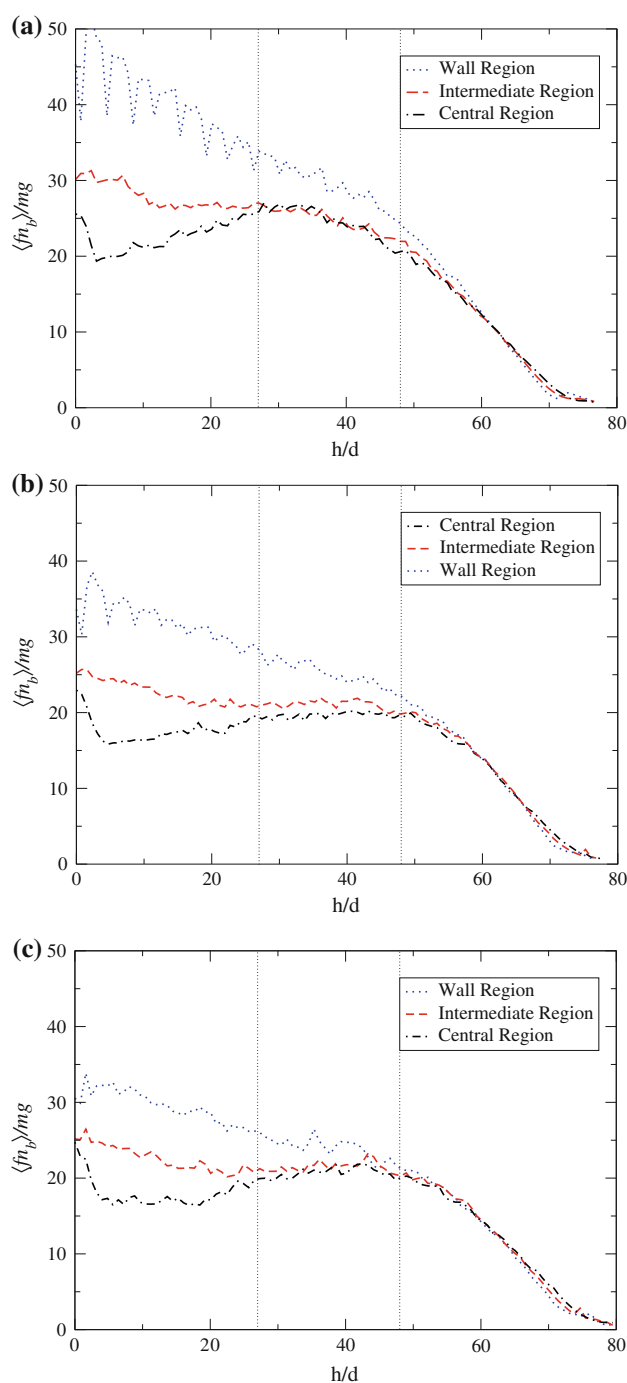 (a)
50
40
30
20
10
0
⟨fn_b⟩/mg
Wall Region
Intermediate Region
Central Region
0 20 40 60 80
h/d
(b)
50
40
30
20
10
0
⟨fn_b⟩/mg
Central Region
Intermediate Region
Wall Region
0 20 40 60 80
h/d
(c)
50
40
30
20
10
0
⟨fn_b⟩/mg
Wall Region
Intermediate Region
Central Region
0 20 40 60 80
h/d